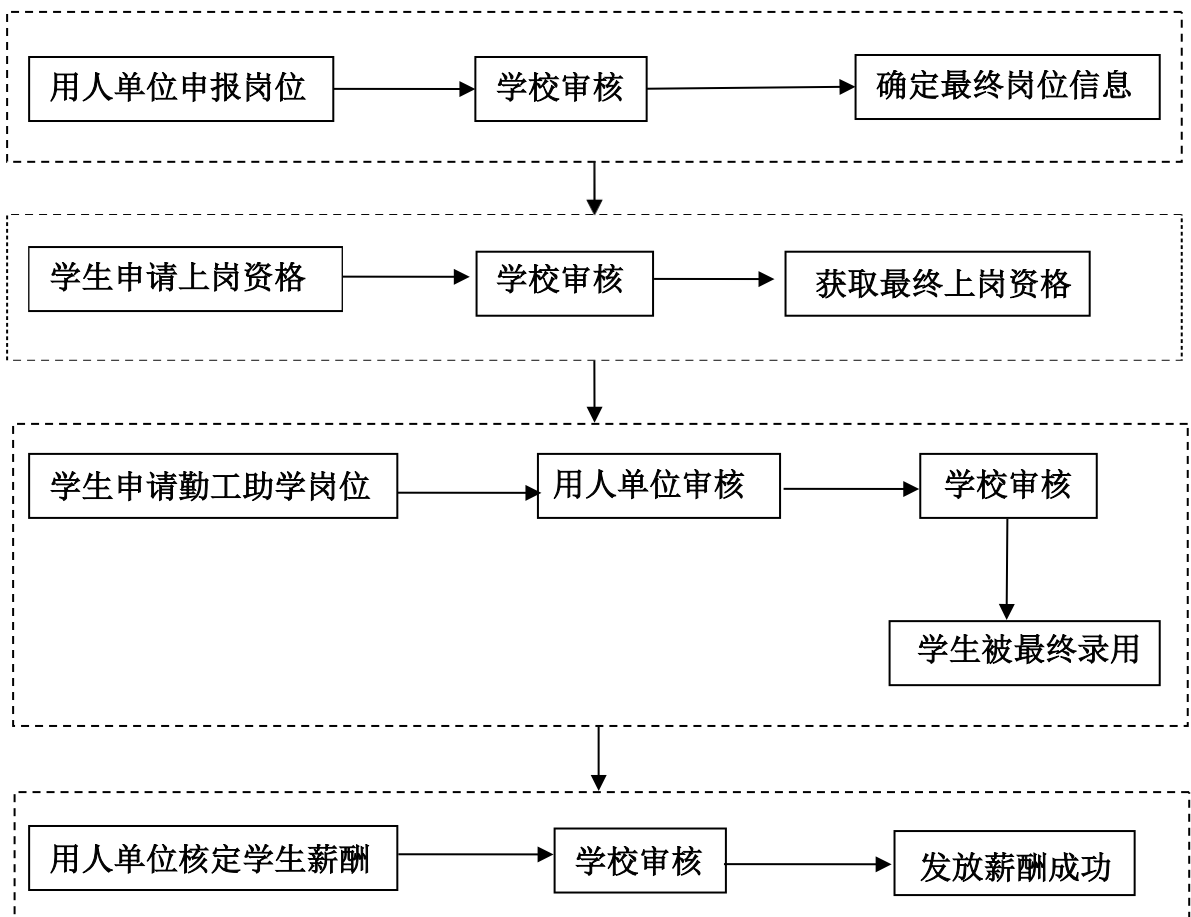 用人单位申报岗位
学校审核
确定最终岗位信息
学生申请上岗资格
学校审核
获取最终上岗资格
学生申请勤工助学岗位
用人单位审核
学校审核
学生被最终录用
用人单位核定学生薪酬
学校审核
发放薪酬成功